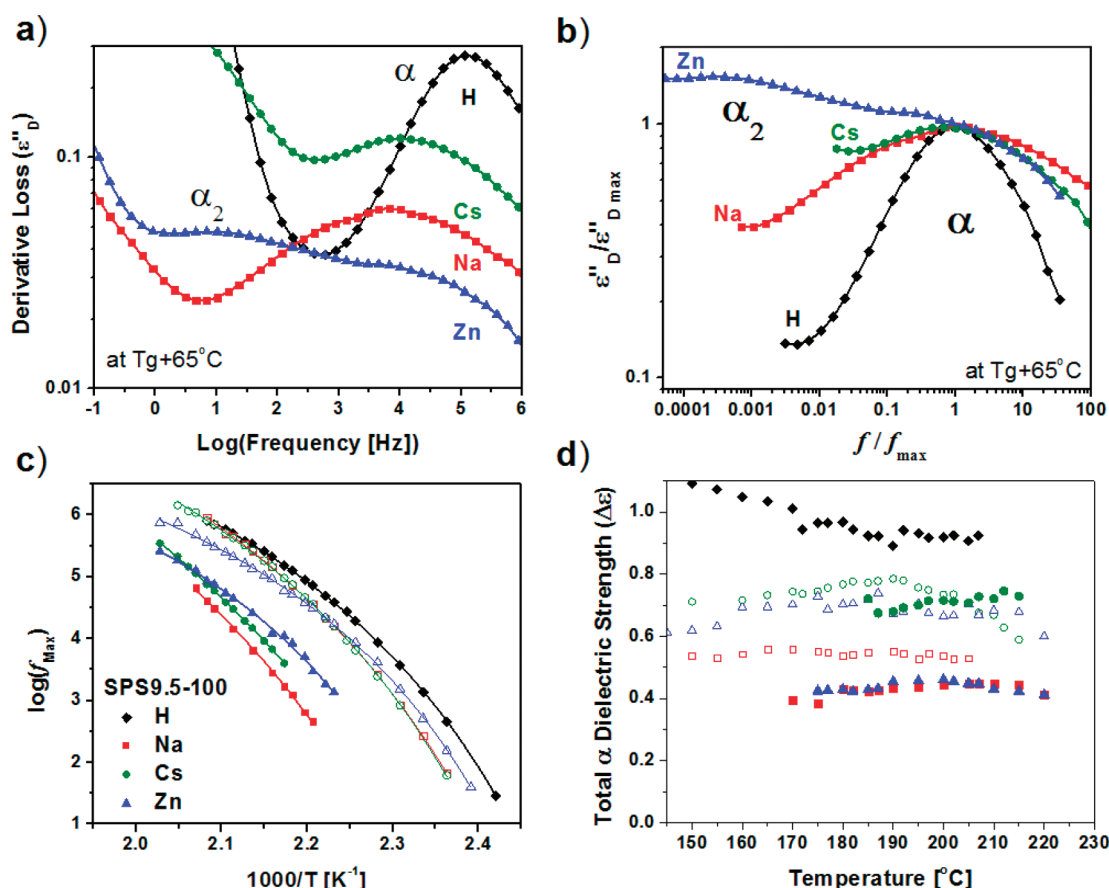 a)
Derivative Loss (ε"D)
0.1
0.01
α
H
Cs
α2
Na
Zn
at Tg+65°C
-1 0 1 2 3 4 5 6
Log(Frequency [Hz])
b)
ε"D/ε"D max
1
0.1
Zn
α2
Cs
Na
α
H
at Tg+65°C
0.0001 0.001 0.01 0.1 1 10 100
f / fmax
c)
log(fMax)
6
5
4
3
2
1
SPS9.5-100
H
Na
Cs
Zn
2.0 2.1 2.2 2.3 2.4
1000/T [K-1]
d)
Total α Dielectric Strength (Δε)
1.0
0.8
0.6
0.4
0.2
0.0
150 160 170 180 190 200 210 220 230
Temperature [°C]